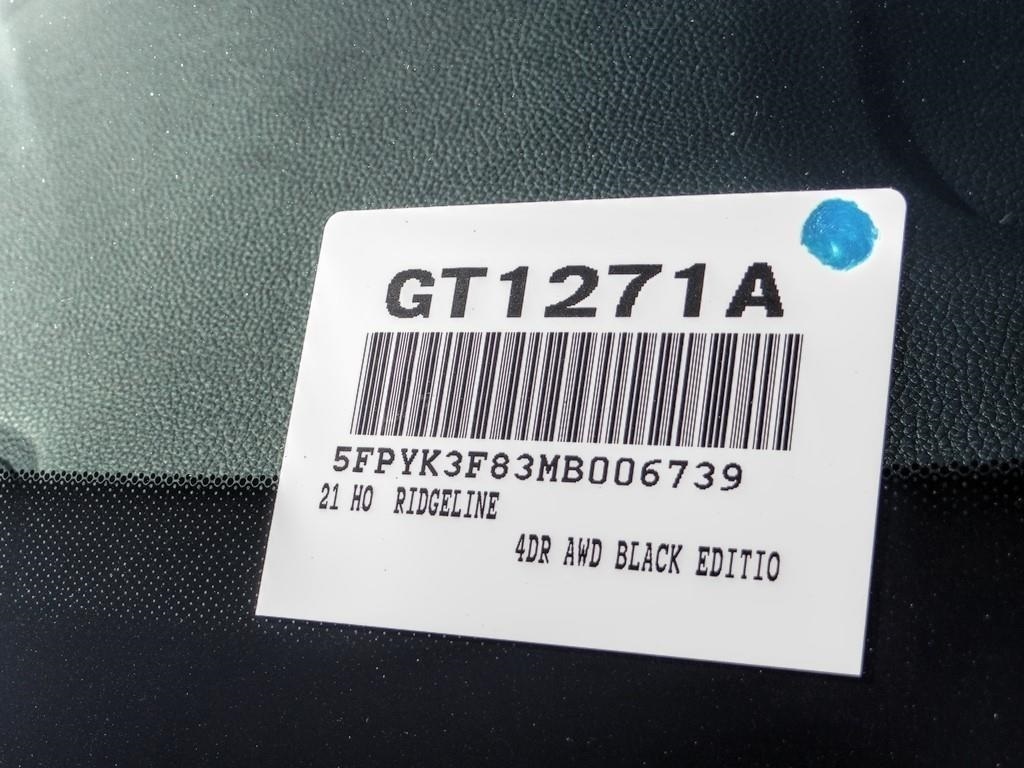 GT1271A
5FPYK3F83MB006739
21 HO RIDGELINE
4DR AWD BLACK EDITIO